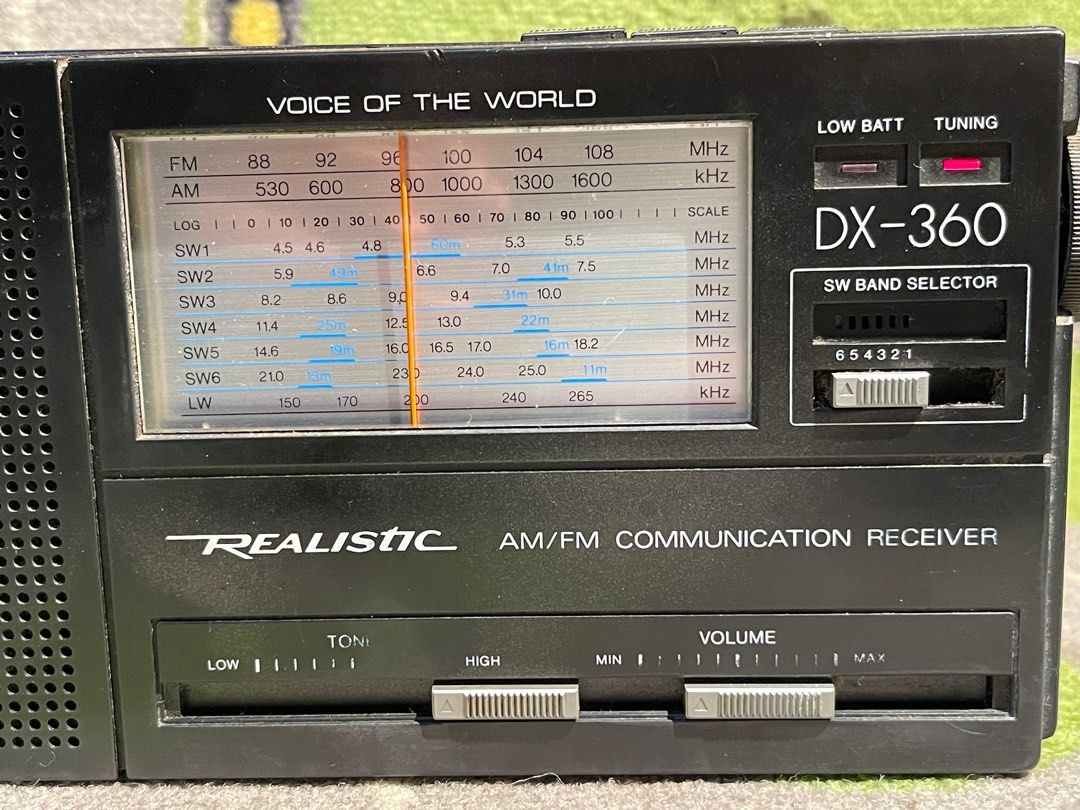 VOICE OF THE WORLD
LOW BATT TUNING
FM 88 92 96 100 104 108 MHz
AM 530 600 800 1000 1300 1600 kHz
LOG 0 10 20 30 40 50 60 70 80 90 100 SCALE
DX-360
SW1 4.5 4.6 4.8 60m 5.3 5.5 MHz
SW2 5.9 49m 6.6 7.0 41m 7.5 MHz
SW3 8.2 8.6 9.0 9.4 31m 10.0 MHz
SW4 11.4 25m 12.5 13.0 22m MHz
SW5 14.6 19m 16.0 16.5 17.0 16m 18.2 MHz
SW6 21.0 13m 24.0 25.0 11m MHz
LW 150 170 200 240 265 kHz
SW BAND SELECTOR
6 5 4 3 2 1
REALISTIC AM/FM COMMUNICATION RECEIVER
TONE VOLUME
LOW HIGH MIN MAX